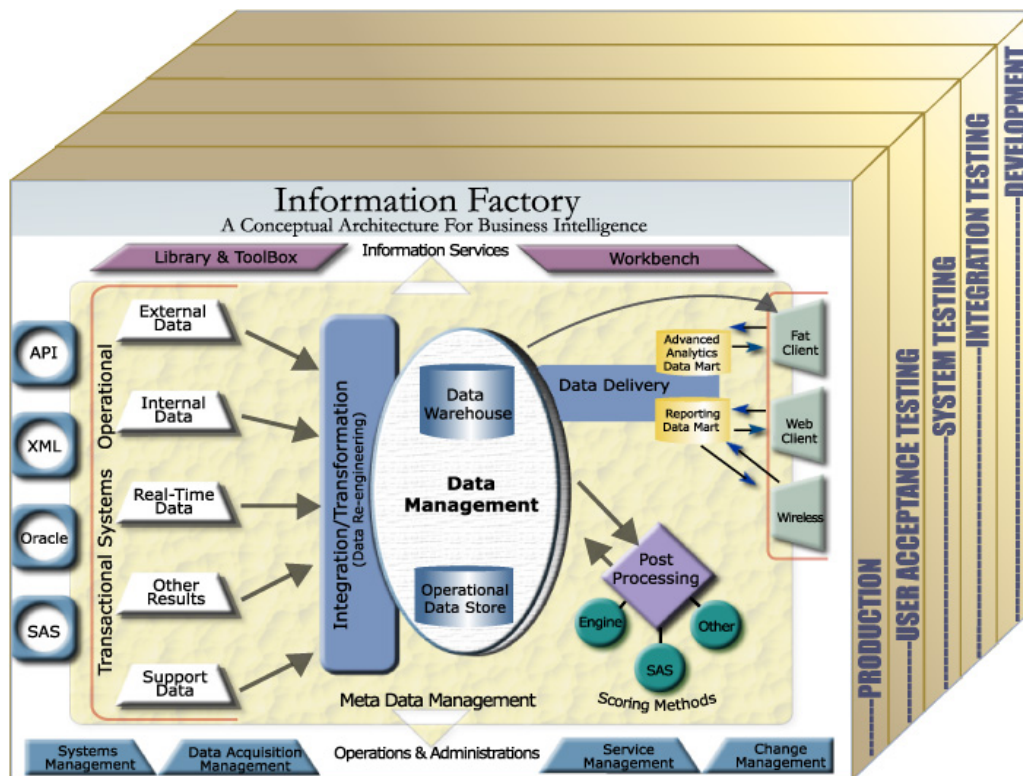 Information Factory
A Conceptual Architecture For Business Intelligence
Library & ToolBox
Information Services
Workbench
API
XML
Oracle
SAS
Transactional Systems Operational
External
Data
Internal
Data
Real-Time
Data
Other
Results
Support
Data
Integration/Transformation
(Data Re-engineering)
Data
Warehouse
Data
Management
Operational
Data Store
Data Delivery
Advanced
Analytics
Data Mart
Reporting
Data Mart
Fat
Client
Web
Client
Wireless
Post
Processing
Engine
SAS
Other
Scoring Methods
Meta Data Management
Systems
Management
Data Acquisition
Management
Operations & Administrations
Service
Management
Change
Management
PRODUCTION
USER ACCEPTANCE TESTING
SYSTEM TESTING
INTEGRATION TESTING
DEVELOPMENT